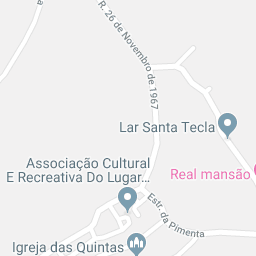 R. 26 de Novembro de 1967
Lar Santa Tecla
Real mansão
Associação Cultural
E Recreativa Do Lugar...
Estr. da Pimenta
Igreja das Quintas